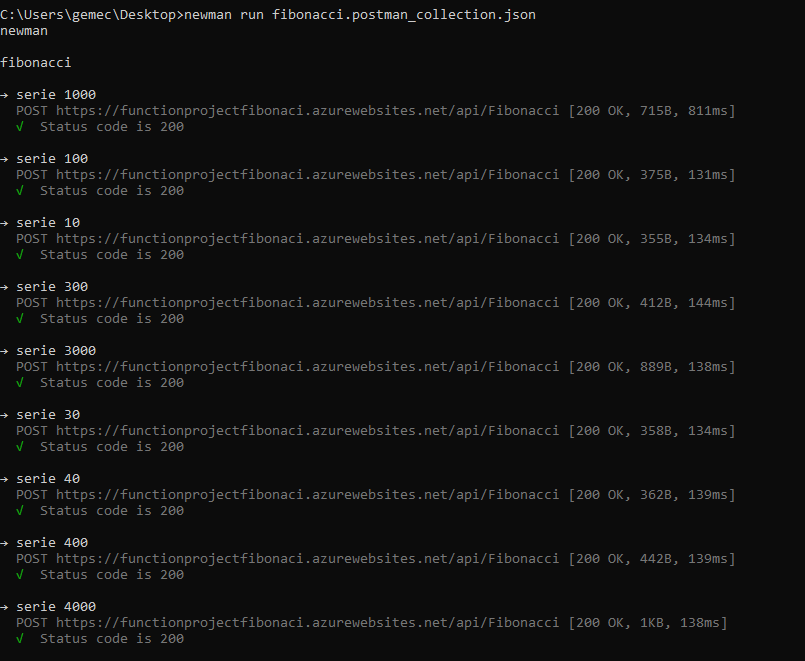 C:\Users\gemec\Desktop>newman run fibonacci.postman_collection.json
newman
fibonacci
→ serie 1000
POST https://functionprojectfibonaci.azurewebsites.net/api/Fibonacci [200 OK, 715B, 811ms]
√ Status code is 200
→ serie 100
POST https://functionprojectfibonaci.azurewebsites.net/api/Fibonacci [200 OK, 375B, 131ms]
√ Status code is 200
→ serie 10
POST https://functionprojectfibonaci.azurewebsites.net/api/Fibonacci [200 OK, 355B, 134ms]
√ Status code is 200
→ serie 300
POST https://functionprojectfibonaci.azurewebsites.net/api/Fibonacci [200 OK, 412B, 144ms]
√ Status code is 200
→ serie 3000
POST https://functionprojectfibonaci.azurewebsites.net/api/Fibonacci [200 OK, 889B, 138ms]
√ Status code is 200
→ serie 30
POST https://functionprojectfibonaci.azurewebsites.net/api/Fibonacci [200 OK, 358B, 134ms]
√ Status code is 200
→ serie 40
POST https://functionprojectfibonaci.azurewebsites.net/api/Fibonacci [200 OK, 362B, 139ms]
√ Status code is 200
→ serie 400
POST https://functionprojectfibonaci.azurewebsites.net/api/Fibonacci [200 OK, 442B, 139ms]
√ Status code is 200
→ serie 4000
POST https://functionprojectfibonaci.azurewebsites.net/api/Fibonacci [200 OK, 1KB, 138ms]
√ Status code is 200